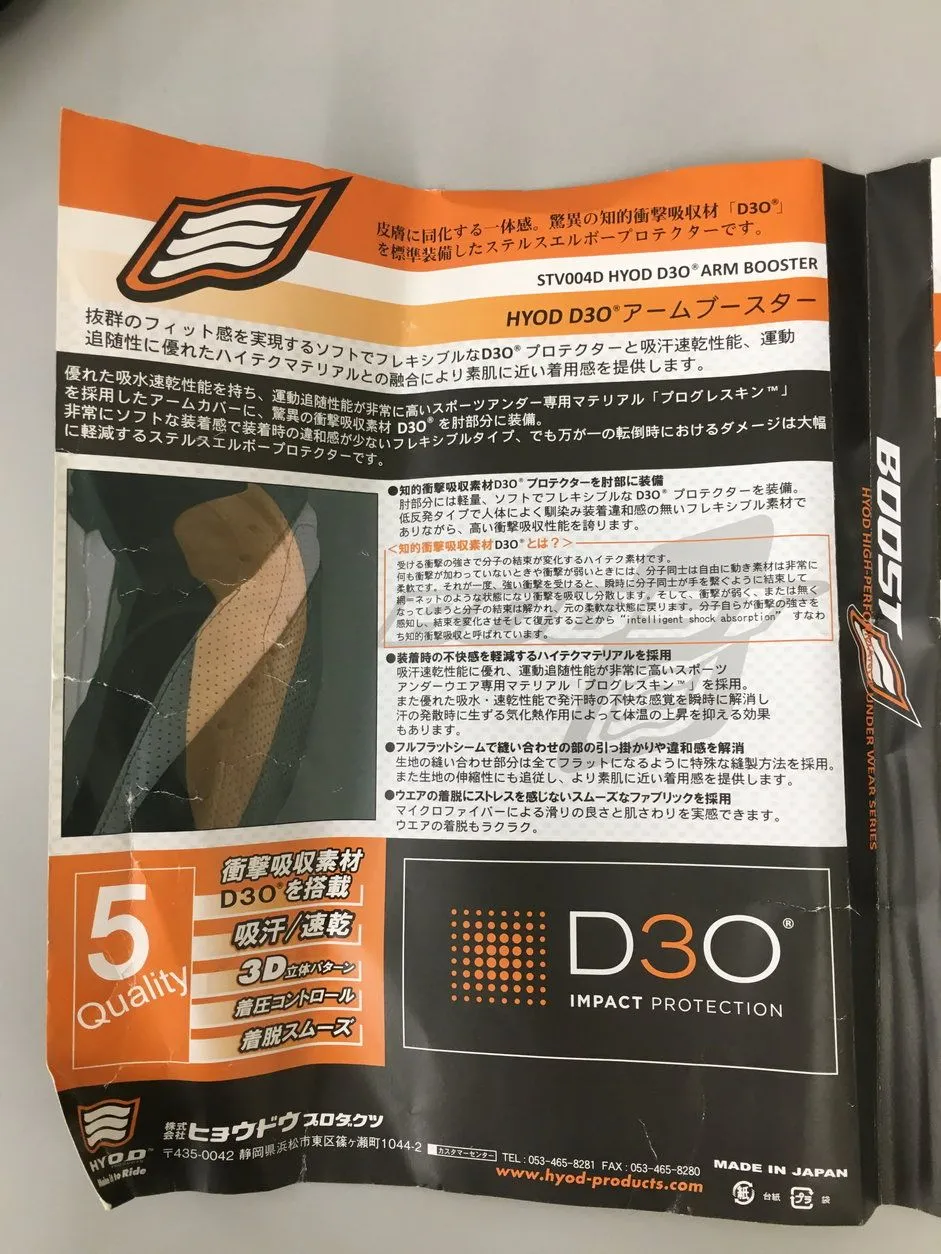 皮膚に同化する一体感。驚異の知的衝撃吸収材「D3O®」
を標準装備したステルスエルボープロテクターです。
STV004D HYOD D3O® ARM BOOSTER
HYOD D3O®アームブースター
抜群のフィット感を実現するソフトでフレキシブルなD3O® プロテクターと吸汗速乾性能、運動
追随性に優れたハイテクマテリアルとの融合により素肌に近い着用感を提供します。
優れた吸水速乾性能を持ち、運動追随性能が非常に高いスポーツアンダー専用マテリアル「プログレスキン™」
を採用したアームカバーに、驚異の衝撃吸収素材 D3O® を肘部分に装備。
非常にソフトな装着感で装着時の違和感が少ないフレキシブルタイプ、でも万が一の転倒時におけるダメージは大幅
に軽減するステルスエルボープロテクターです。
●知的衝撃吸収素材D3O® プロテクターを肘部に装備
肘部分には軽量、ソフトでフレキシブルな D3O® プロテクターを装備。
低反発タイプで人体によく馴染み装着違和感の無いフレキシブル素材で
ありながら、高い衝撃吸収性能を誇ります。
＜知的衝撃吸収素材D3O® とは？＞
受ける衝撃の強さで分子の結束が変化するハイテク素材です。
何も衝撃が加わっていないときや衝撃が弱いときには、分子同士は自由に動き素材は非常に
柔軟です。それが一度、強い衝撃を受けると、瞬時に分子同士が手を繋ぐように結束して
網＝ネットのような状態になり衝撃を吸収し分散します。そして、衝撃が弱く、または無く
なってしまうと分子の結束は解かれ、元の柔軟な状態に戻ります。分子自らが衝撃の強さを
感知し、結束を変化させそして復元することから“intelligent shock absorption” すなわ
ち知的衝撃吸収と呼ばれています。
●装着時の不快感を軽減するハイテクマテリアルを採用
吸汗速乾性能に優れ、運動追随性能が非常に高いスポーツ
アンダーウエア専用マテリアル「プログレスキン™」を採用。
また優れた吸水・速乾性能で発汗時の不快な感覚を瞬時に解消し
汗の発散時に生ずる気化熱作用によって体温の上昇を抑える効果
もあります。
●フルフラットシームで縫い合わせの部の引っ掛かりや違和感を解消
生地の縫い合わせ部分は全てフラットになるように特殊な縫製方法を採用。
また生地の伸縮性にも追従し、より素肌に近い着用感を提供します。
●ウエアの着脱にストレスを感じないスムーズなファブリックを採用
マイクロファイバーによる滑りの良さと肌さわりを実感できます。
ウエアの着脱もラクラク。
5
Quality
衝撃吸収素材
D3O®を搭載
吸汗/速乾
3D立体パターン
着圧コントロール
着脱スムーズ
D3O®
IMPACT PROTECTION
HYOD™
Make it to Ride
株式会社ヒョウドウプロダクツ
〒435-0042 静岡県浜松市東区篠ヶ瀬町1044-2 カスタマーセンター TEL : 053-465-8281 FAX : 053-465-8280
www.hyod-products.com
MADE IN JAPAN
紙 台紙 プラ 袋
BOOST
HYOD HIGH-PERFO UNDER WEAR SERIES